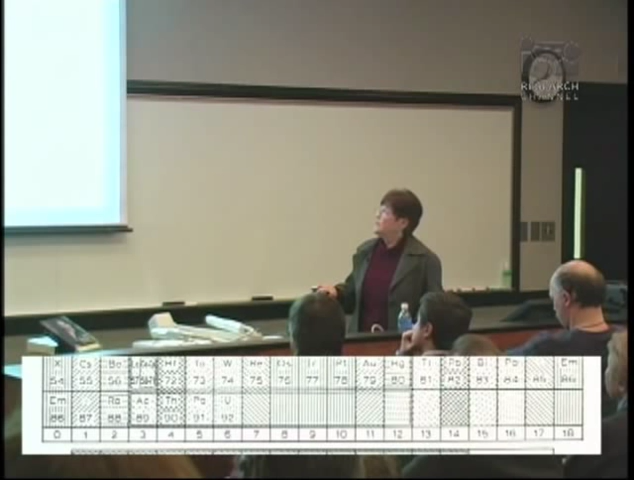 RESEARCH
CHANNEL
X Cs Ba Hf Ta W Re Os Ir Pt Au Hg Tl Pb Bi Po Em
54 55 56 72 73 74 75 76 77 78 79 80 81 82 83 84
Em Ra Ac Th Pa U
86 87 88 89 90 91 92
0 1 2 3 4 5 6 7 8 9 10 11 12 13 14 15 16 17 18